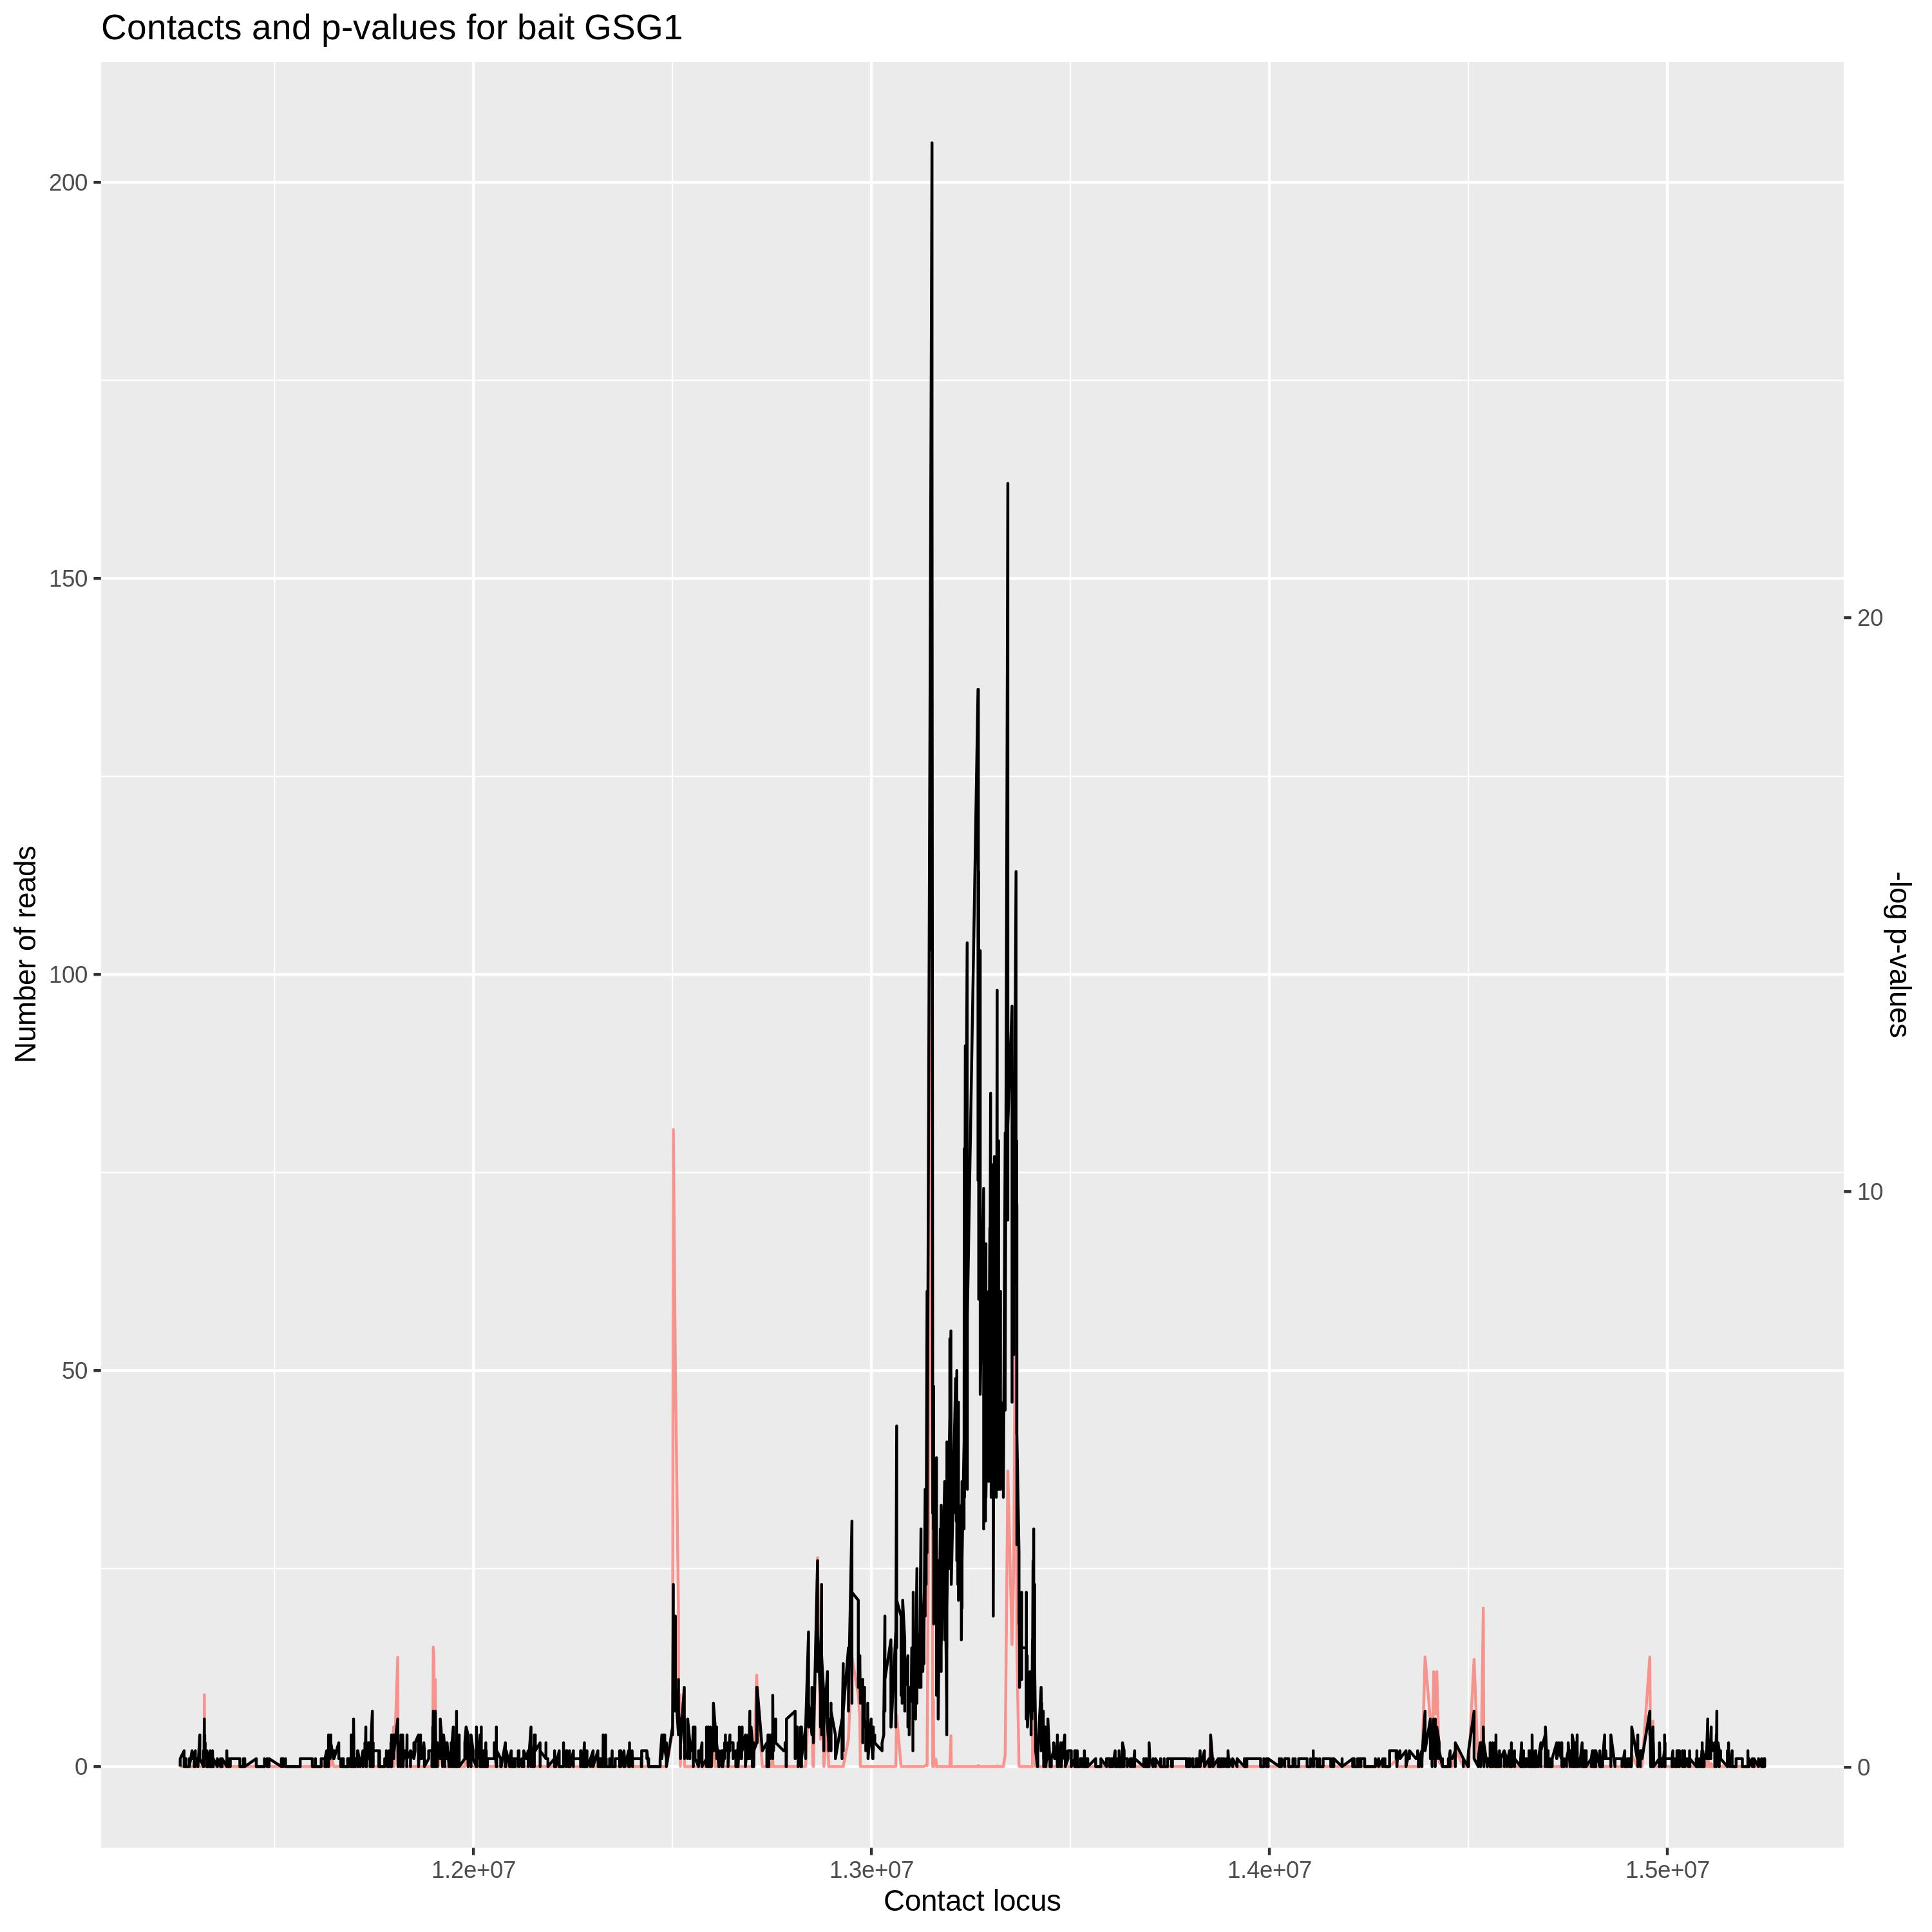 Contacts and p-values for bait GSG1
200
150
100
50
0
Number of reads
20
10
0
-log p-values
1.2e+07
1.3e+07
1.4e+07
1.5e+07
Contact locus